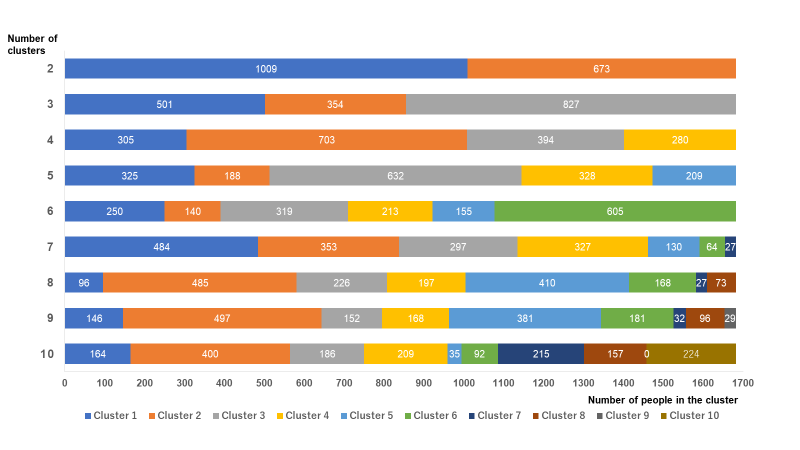 Number of
clusters
2 1009 673
3 501 354 827
4 305 703 394 280
5 325 188 632 328 209
6 250 140 319 213 155 605
7 484 353 297 327 130 64 27
8 96 485 226 197 410 168 27 73
9 146 497 152 168 381 181 32 96 29
10 164 400 186 209 35 92 215 157 0 224
0 100 200 300 400 500 600 700 800 900 1000 1100 1200 1300 1400 1500 1600 1700
Number of people in the cluster
Cluster 1 Cluster 2 Cluster 3 Cluster 4 Cluster 5 Cluster 6 Cluster 7 Cluster 8 Cluster 9 Cluster 10